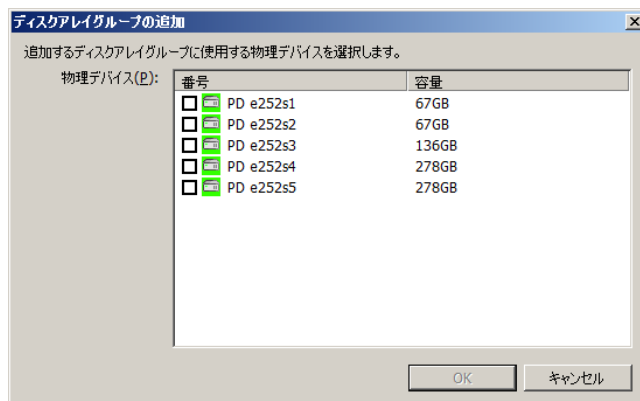 ディスクアレイグループの追加
追加するディスクアレイグループに使用する物理デバイスを選択します。
物理デバイス(P):
番号 容量
PD e252s1 67GB
PD e252s2 67GB
PD e252s3 136GB
PD e252s4 278GB
PD e252s5 278GB
OK キャンセル